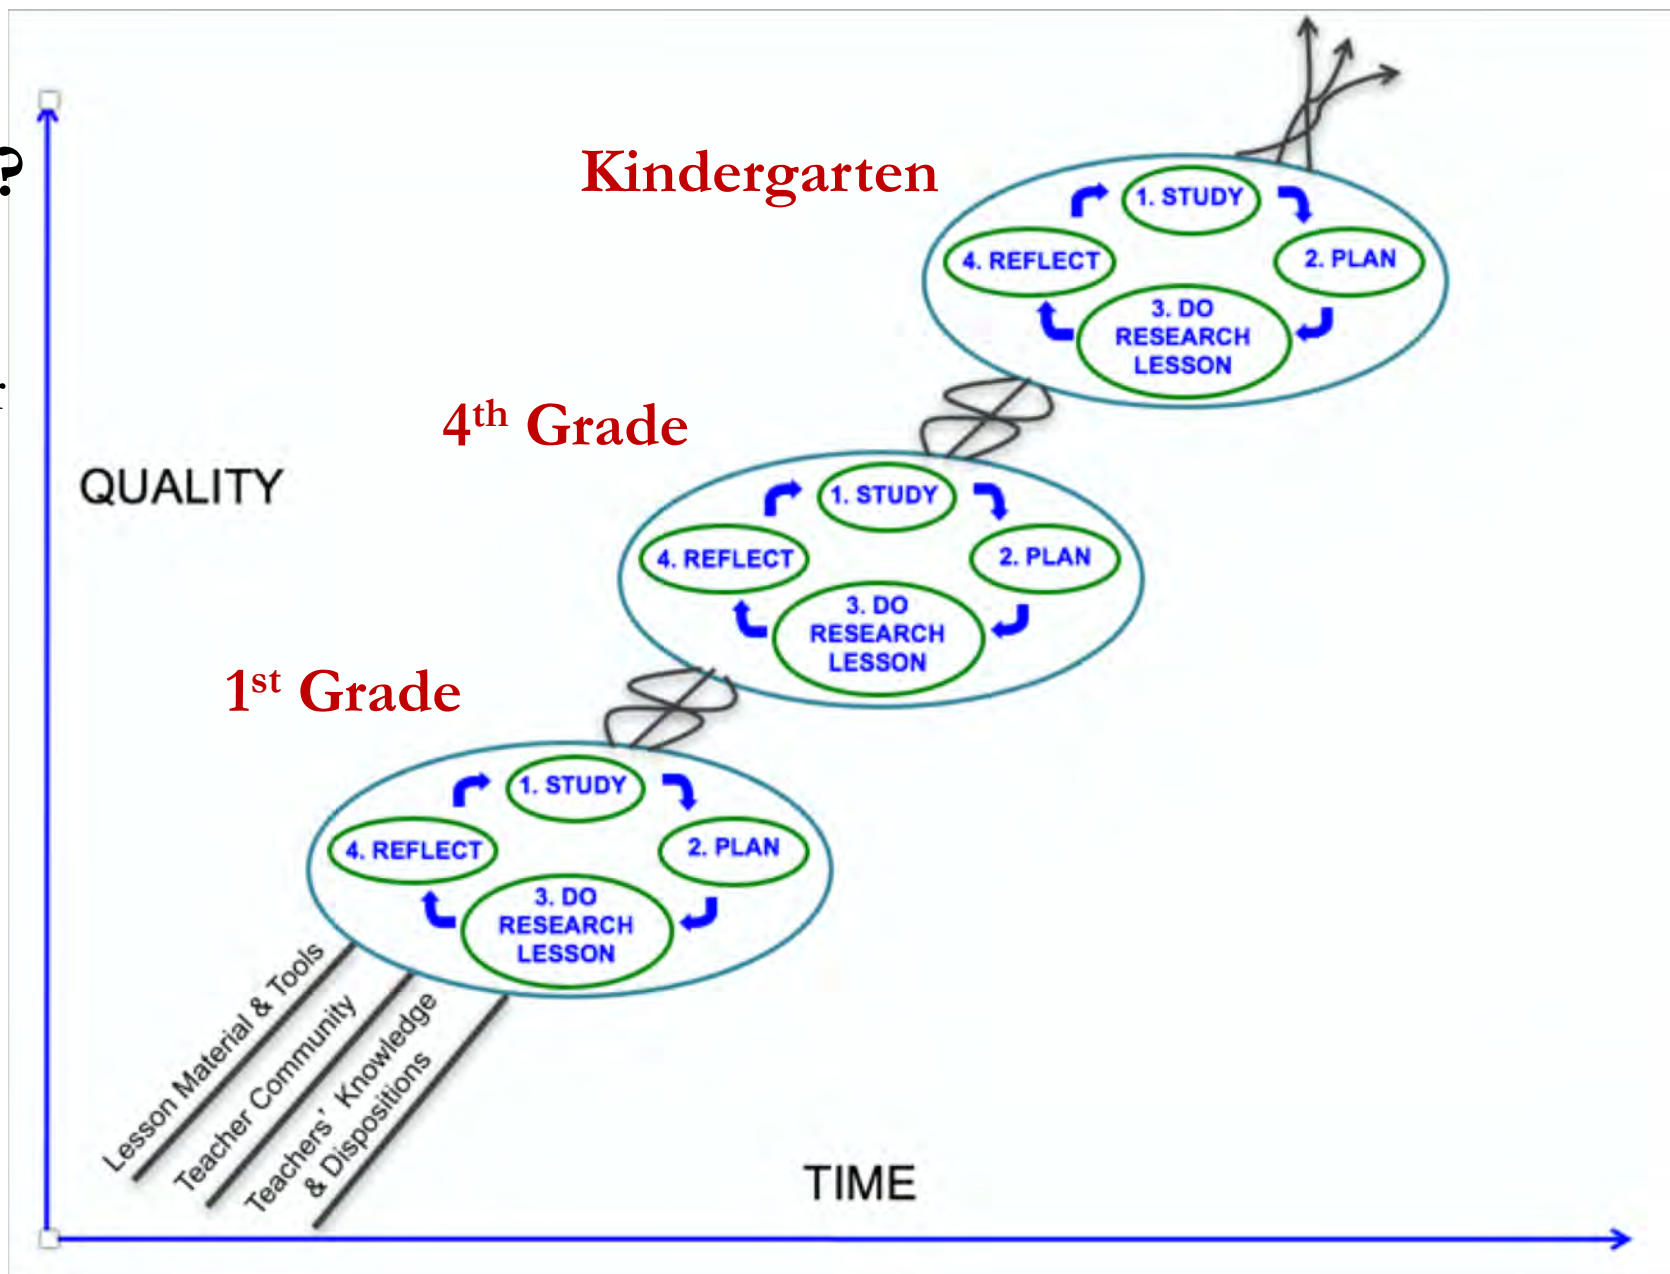 ?
Kindergarten
1. STUDY
2. PLAN
3. DO
RESEARCH
LESSON
4. REFLECT
4th Grade
QUALITY
1. STUDY
2. PLAN
3. DO
RESEARCH
LESSON
4. REFLECT
1st Grade
1. STUDY
2. PLAN
3. DO
RESEARCH
LESSON
4. REFLECT
Lesson Material & Tools
Teacher Community
Teachers' Knowledge
& Dispositions
TIME